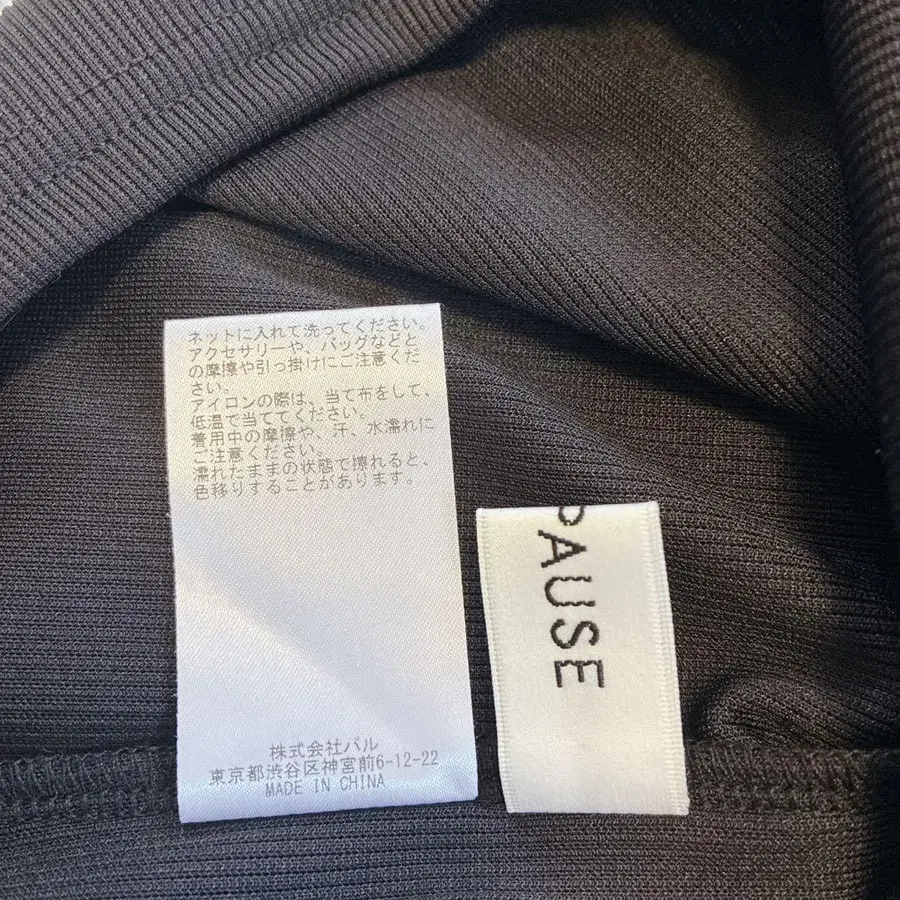 ネットに入れて洗ってください。
アクセサリーや、バッグなどと
の摩擦や引っ掛けにご注意くだ
さい。
アイロンの際は、当て布をして、
低温で当ててください。
着用中の摩擦や、汗、水濡れに
ご注意ください。
濡れたままの状態で擦れると、
色移りすることがあります。
株式会社パル
東京都渋谷区神宮前6-12-22
MADE IN CHINA
PAUSE